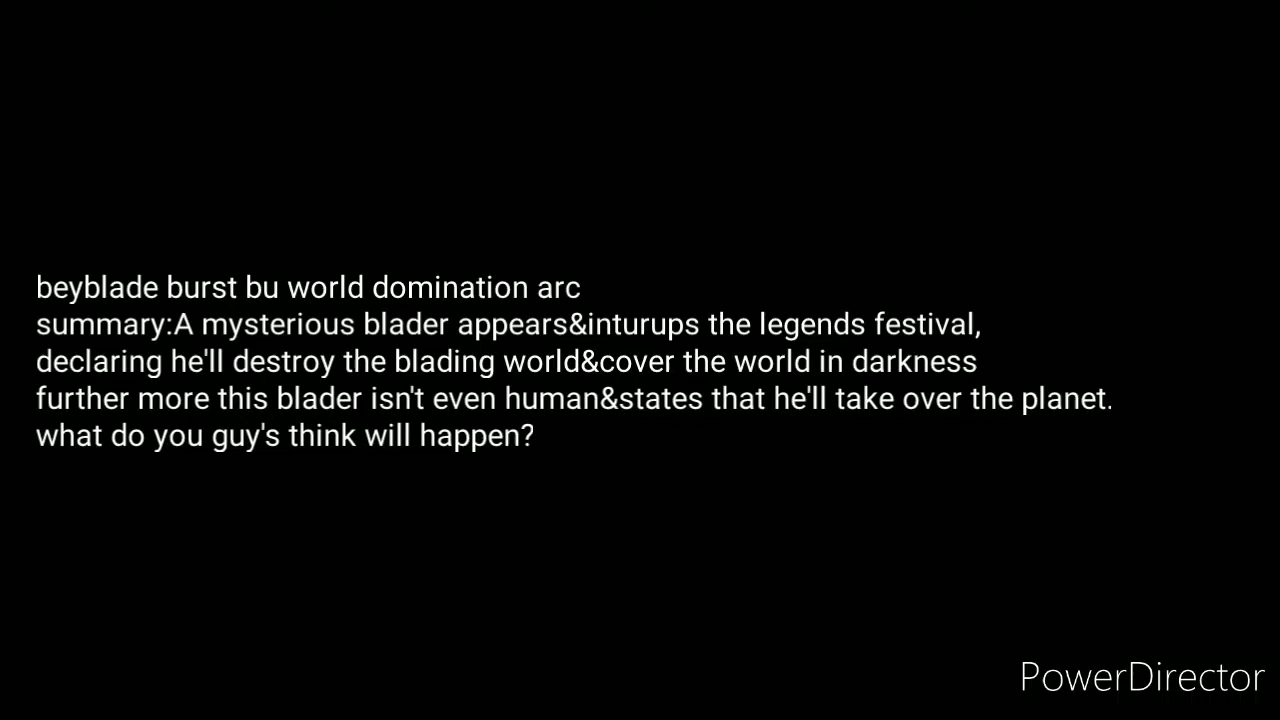 beyblade burst bu world domination arc
summary:A mysterious blader appears&inturups the legends festival,
declaring he'll destroy the blading world&cover the world in darkness
further more this blader isn't even human&states that he'll take over the planet.
what do you guy's think will happen?
PowerDirector